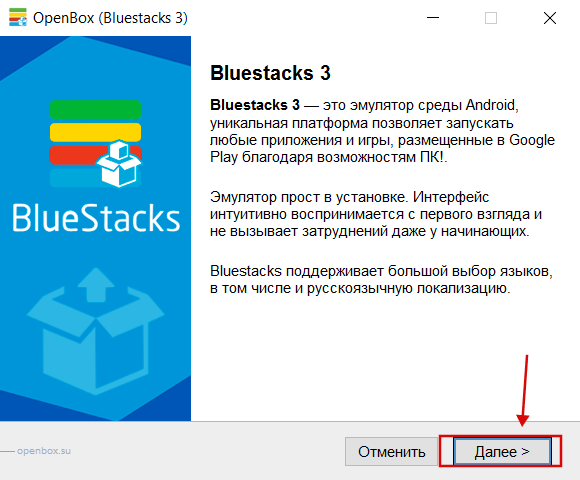 OpenBox (Bluestacks 3)
BlueStacks
Bluestacks 3
Bluestacks 3 — это эмулятор среды Android,
уникальная платформа позволяет запускать
любые приложения и игры, размещенные в Google
Play благодаря возможностям ПК!.
Эмулятор прост в установке. Интерфейс
интуитивно воспринимается с первого взгляда и
не вызывает затруднений даже у начинающих.
Bluestacks поддерживает большой выбор языков,
в том числе и русскоязычную локализацию.
openbox.su
Отменить
Далее >